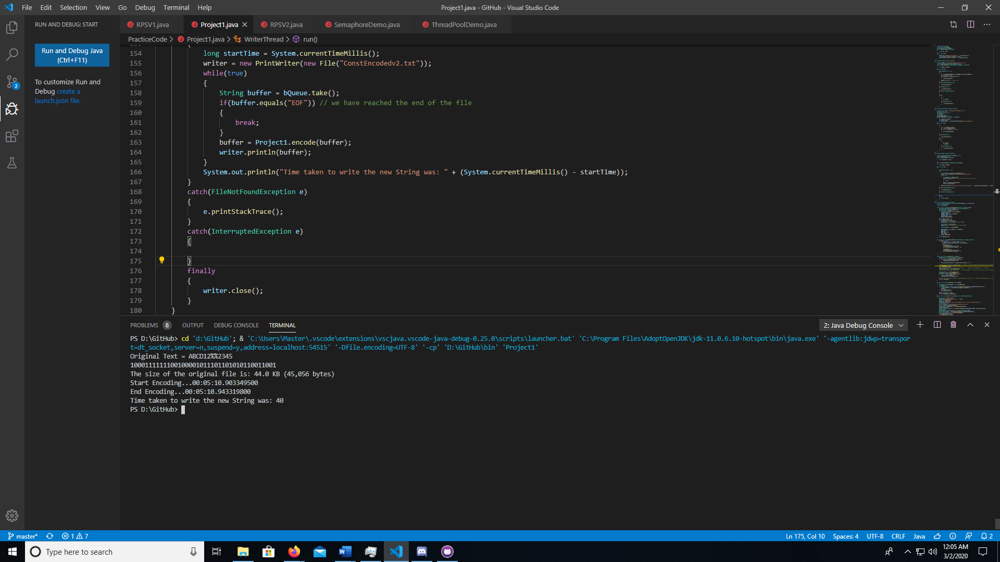 File Edit Selection View Go Debug Terminal Help
Project1.java - GitHub - Visual Studio Code
RUN AND DEBUG: START
RPSV1.java Project1.java RPSV2.java SemaphoreDemo.java ThreadPoolDemo.java
PracticeCode > Project1.java > WriterThread > run()
Run and Debug Java
(Ctrl+F11)
To customize Run and
Debug create a
launch.json file.
153 {
154 long startTime = System.currentTimeMillis();
155 writer = new PrintWriter(new File("ConstEncodedv2.txt"));
156 while(true)
157 {
158 String buffer = bQueue.take();
159 if(buffer.equals("EOF")) // we have reached the end of the file
160 {
161 break;
162 }
163 buffer = Project1.encode(buffer);
164 writer.println(buffer);
165 }
166 System.out.println("Time taken to write the new String was: " + (System.currentTimeMillis() - startTime));
167 }
168 catch(FileNotFoundException e)
169 {
170 e.printStackTrace();
171 }
172 catch(InterruptedException e)
173 {
174
175 }
176 finally
177 {
178 writer.close();
179 }
180 }
PROBLEMS 8 OUTPUT DEBUG CONSOLE TERMINAL
2: Java Debug Console
PS D:\GitHub> cd 'd:\GitHub'; & 'C:\Users\Master\.vscode\extensions\vscjava.vscode-java-debug-0.25.0\scripts\launcher.bat' 'C:\Program Files\AdoptOpenJDK\jdk-11.0.6.10-hotspot\bin\java.exe' '-agentlib:jdwp=transpor
t=dt_socket,server=n,suspend=y,address=localhost:54515' '-Dfile.encoding=UTF-8' '-cp' 'D:\GitHub\bin' 'Project1'
Original Text = ABCD12%%2345
1000111111100100001011101101010110011001
The size of the original file is: 44.0 KB (45,056 bytes)
Start Encoding...00:05:10.903349500
End Encoding...00:05:10.943319800
Time taken to write the new String was: 40
PS D:\GitHub>
master* 1 7
Ln 175, Col 10 Spaces: 4 UTF-8 CRLF Java 2
Type here to search
12:05 AM
3/2/2020